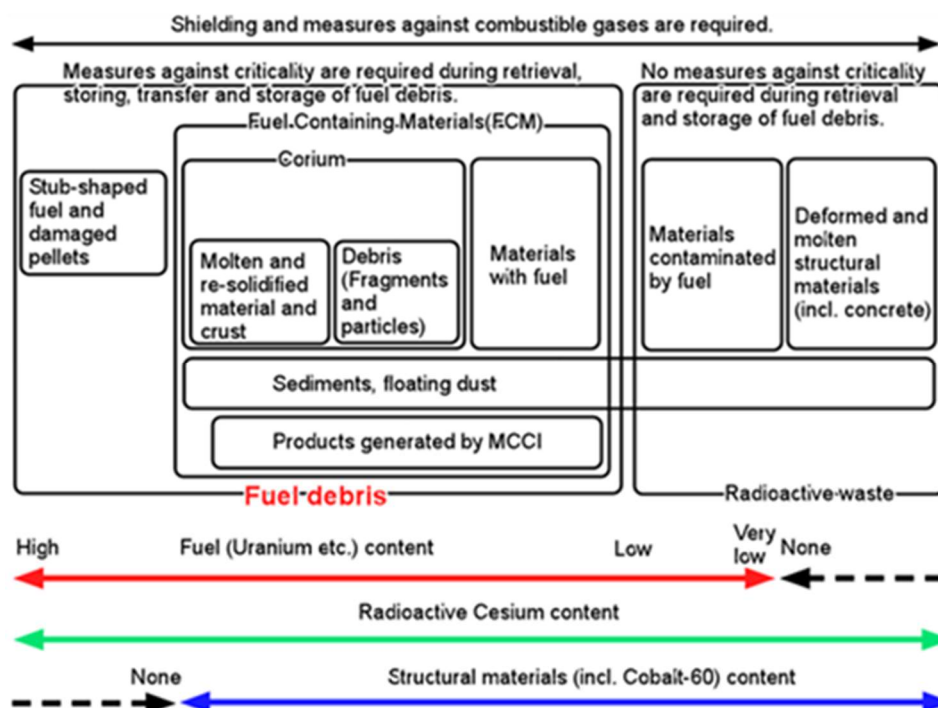 Shielding and measures against combustible gases are required.
Measures against criticality are required during retrieval,
storing, transfer and storage of fuel debris.
No measures against criticality
are required during retrieval
and storage of fuel debris.
Fuel-Containing-Materials(FCM)
Corium
Stub-shaped
fuel and
damaged
pellets
Molten and
re-solidified
material and
crust
Debris
(Fragments
and
particles)
Materials
with fuel
Materials
contaminated
by fuel
Deformed and
molten
structural
materials
(incl. concrete)
Sediments, floating dust
Products generated by MCCI
Fuel debris
Radioactive waste
High
Fuel (Uranium etc.) content
Low
Very
low
None
Radioactive Cesium content
None
Structural materials (incl. Cobalt-60) content